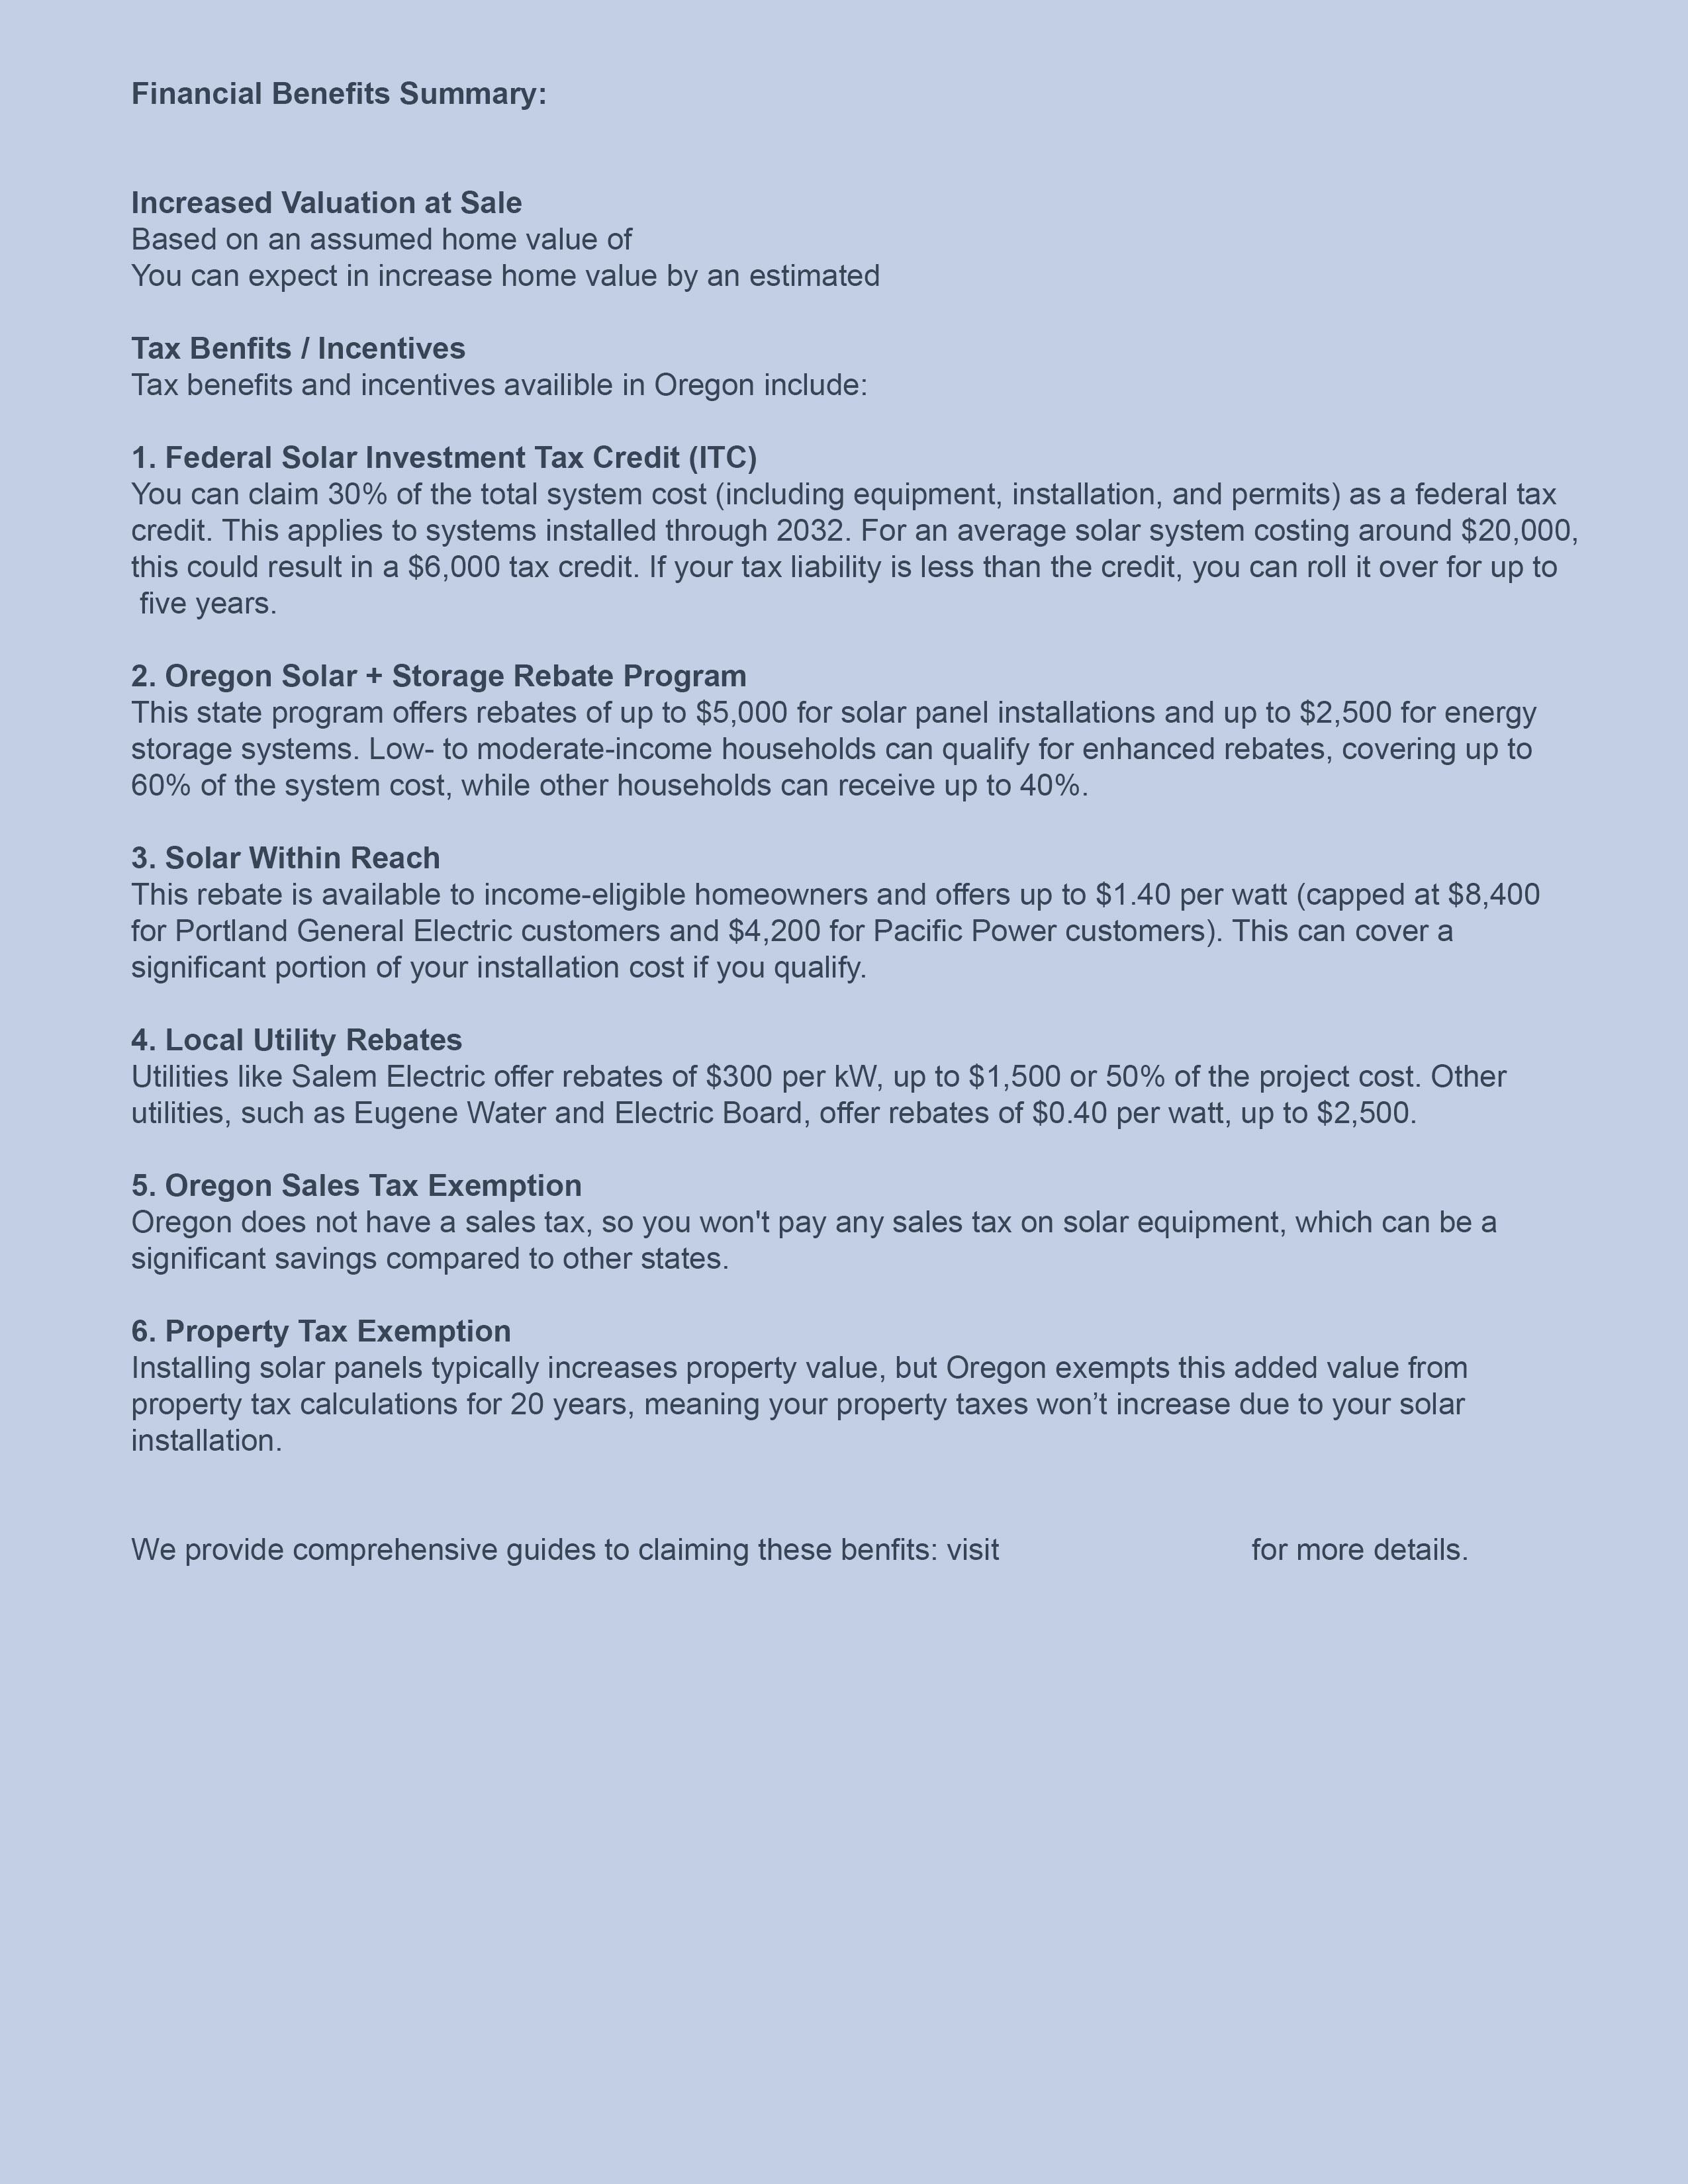 Financial Benefits Summary:
Increased Valuation at Sale
Based on an assumed home value of
You can expect in increase home value by an estimated
Tax Benfits / Incentives
Tax benefits and incentives availible in Oregon include:
1. Federal Solar Investment Tax Credit (ITC)
You can claim 30% of the total system cost (including equipment, installation, and permits) as a federal tax
credit. This applies to systems installed through 2032. For an average solar system costing around $20,000,
this could result in a $6,000 tax credit. If your tax liability is less than the credit, you can roll it over for up to
five years.
2. Oregon Solar + Storage Rebate Program
This state program offers rebates of up to $5,000 for solar panel installations and up to $2,500 for energy
storage systems. Low- to moderate-income households can qualify for enhanced rebates, covering up to
60% of the system cost, while other households can receive up to 40%.
3. Solar Within Reach
This rebate is available to income-eligible homeowners and offers up to $1.40 per watt (capped at $8,400
for Portland General Electric customers and $4,200 for Pacific Power customers). This can cover a
significant portion of your installation cost if you qualify.
4. Local Utility Rebates
Utilities like Salem Electric offer rebates of $300 per kW, up to $1,500 or 50% of the project cost. Other
utilities, such as Eugene Water and Electric Board, offer rebates of $0.40 per watt, up to $2,500.
5. Oregon Sales Tax Exemption
Oregon does not have a sales tax, so you won't pay any sales tax on solar equipment, which can be a
significant savings compared to other states.
6. Property Tax Exemption
Installing solar panels typically increases property value, but Oregon exempts this added value from
property tax calculations for 20 years, meaning your property taxes won’t increase due to your solar
installation.
We provide comprehensive guides to claiming these benfits: visit for more details.